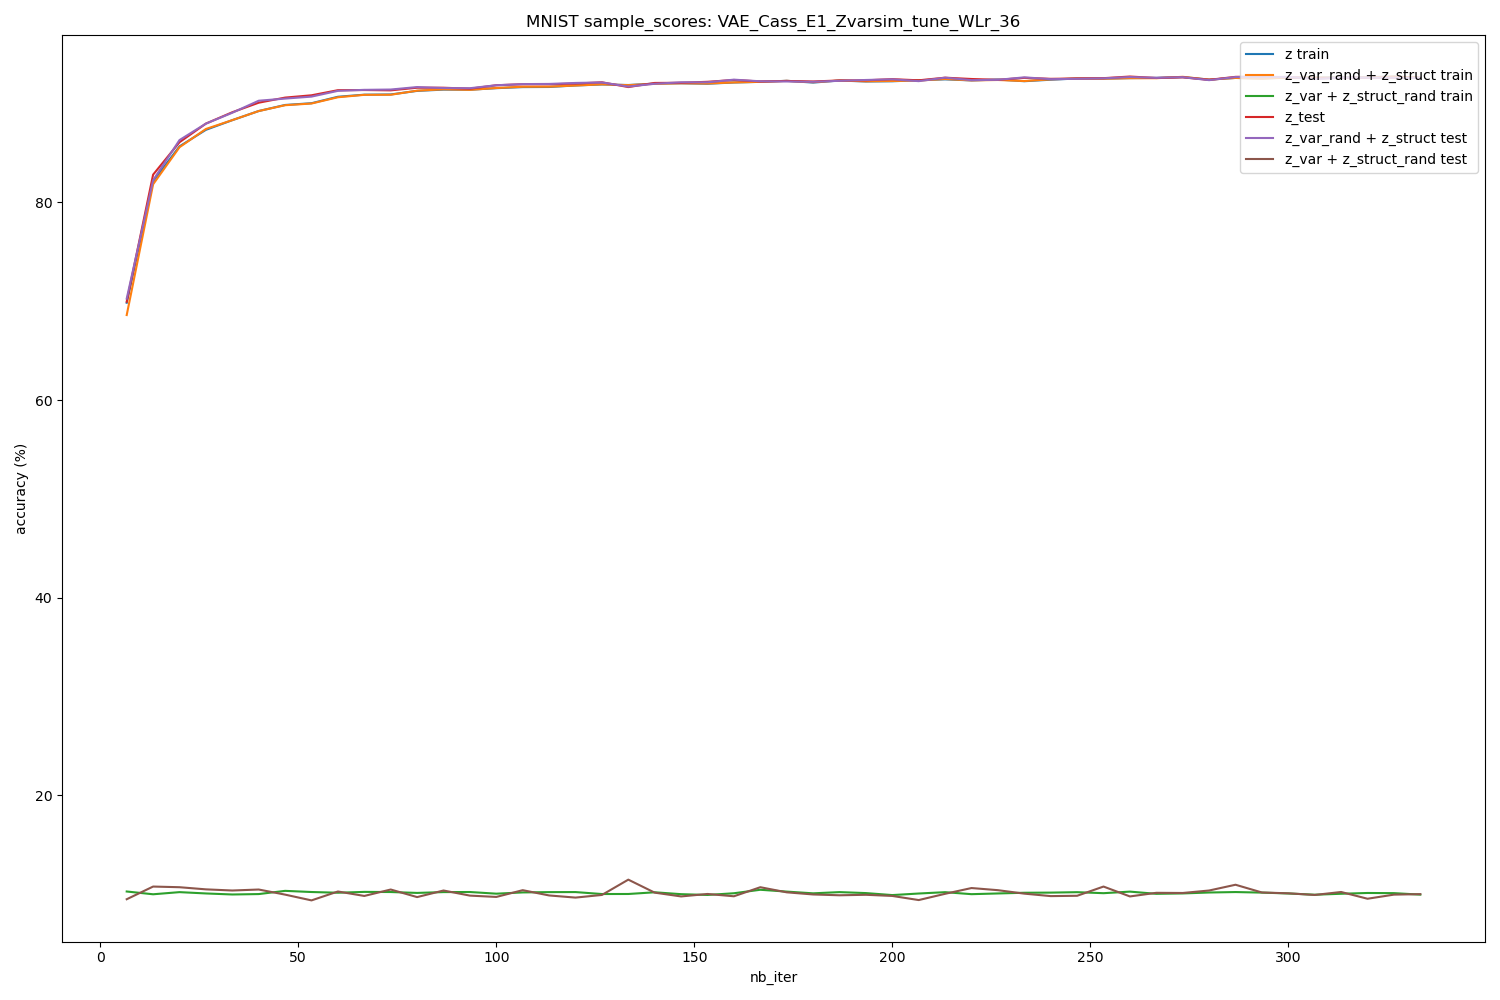 MNIST sample_scores: VAE_Cass_E1_Zvarsim_tune_WLr_36
z train
z_var_rand + z_struct train
z_var + z_struct_rand train
z_test
z_var_rand + z_struct test
z_var + z_struct_rand test
accuracy (%)
80
60
40
20
0 50 100 150 200 250 300
nb_iter